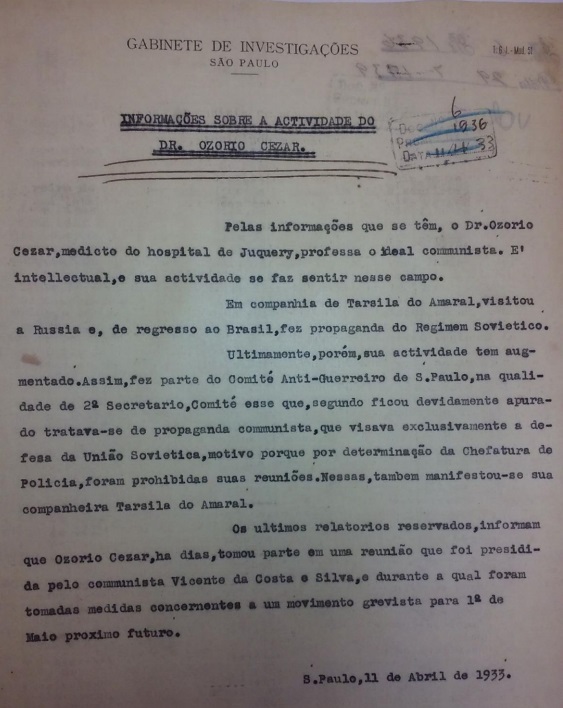 GABINETE DE INVESTIGAÇÕES
SÃO PAULO
INFORMAÇÕES SOBRE A ACTIVIDADE DO
DR. OZORIO CEZAR.
6
1936
DATA 11/4/33
Pelas informações que se têm, o Dr.Ozorio
Cezar,medicto do hospital de Juquery,professa o ideal communista. E'
intellectual,e sua actividade se faz sentir nesse campo.
Em companhia de Tarsila do Amaral,visitou
a Russia e, de regresso ao Brasil,fez propaganda do Regimem Sovietico.
Ultimamente,porém,sua actividade tem aug-
mentado.Assim,fez parte do Comité Anti-Guerreiro de S.Paulo,na quali-
dade de 2º Secretario,Comité esse que,segundo ficou devidamente apura-
do tratava-se de propaganda communista,que visava exclusivamente a de-
fesa da União Sovietica,motivo porque por determinação da Chefatura de
Policia,foram prohibidas suas reuniões.Nessas,tambem manifestou-se sua
companheira Tarsila do Amaral.
Os ultimos relatorios reservados,informam
que Ozorio Cezar,ha dias,tomou parte em uma reunião que foi presidi-
da pelo communista Vicente da Costa e Silva,e durante a qual foram
tomadas medidas concernentes a um movimento grevista para 1º de
Maio proximo futuro.
S.Paulo,11 de Abril de 1933.